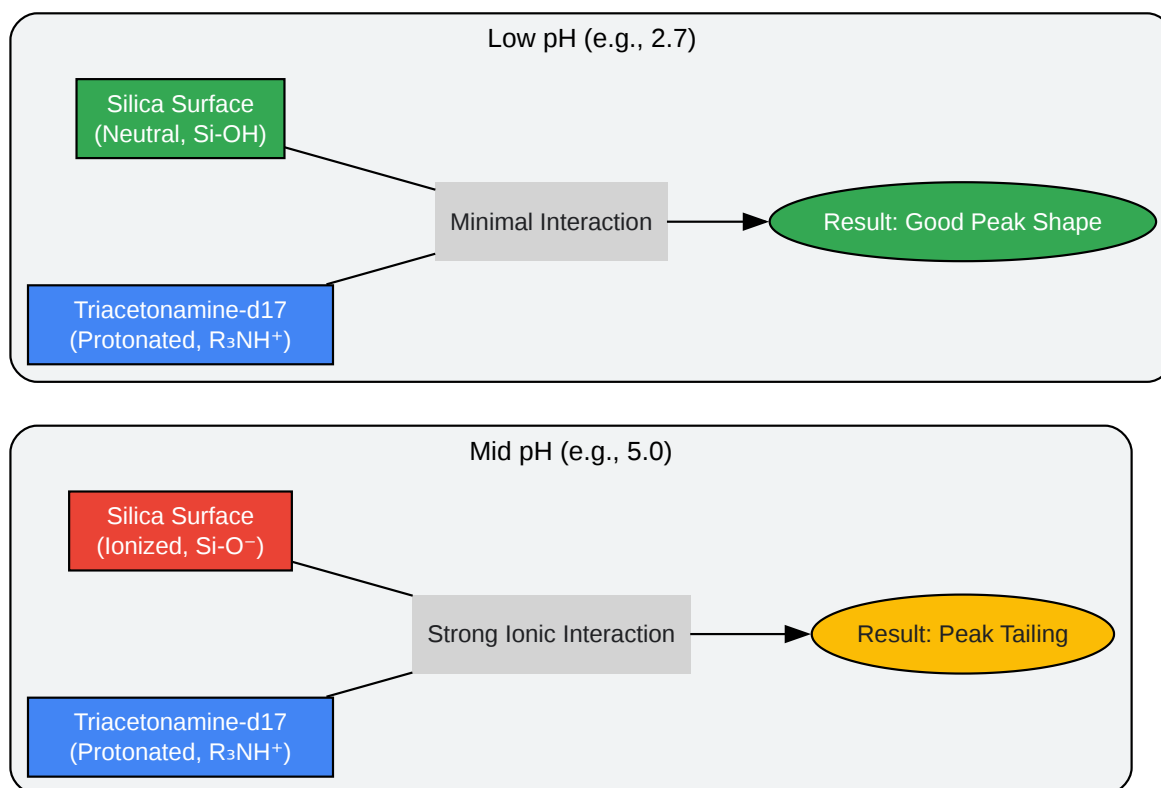 Low pH (e.g., 2.7)
Silica Surface
(Neutral, Si-OH)
Minimal Interaction
Result: Good Peak Shape
Triacetonamine-d17
(Protonated, R₃NH⁺)
Mid pH (e.g., 5.0)
Silica Surface
(Ionized, Si-O⁻)
Strong Ionic Interaction
Result: Peak Tailing
Triacetonamine-d17
(Protonated, R₃NH⁺)